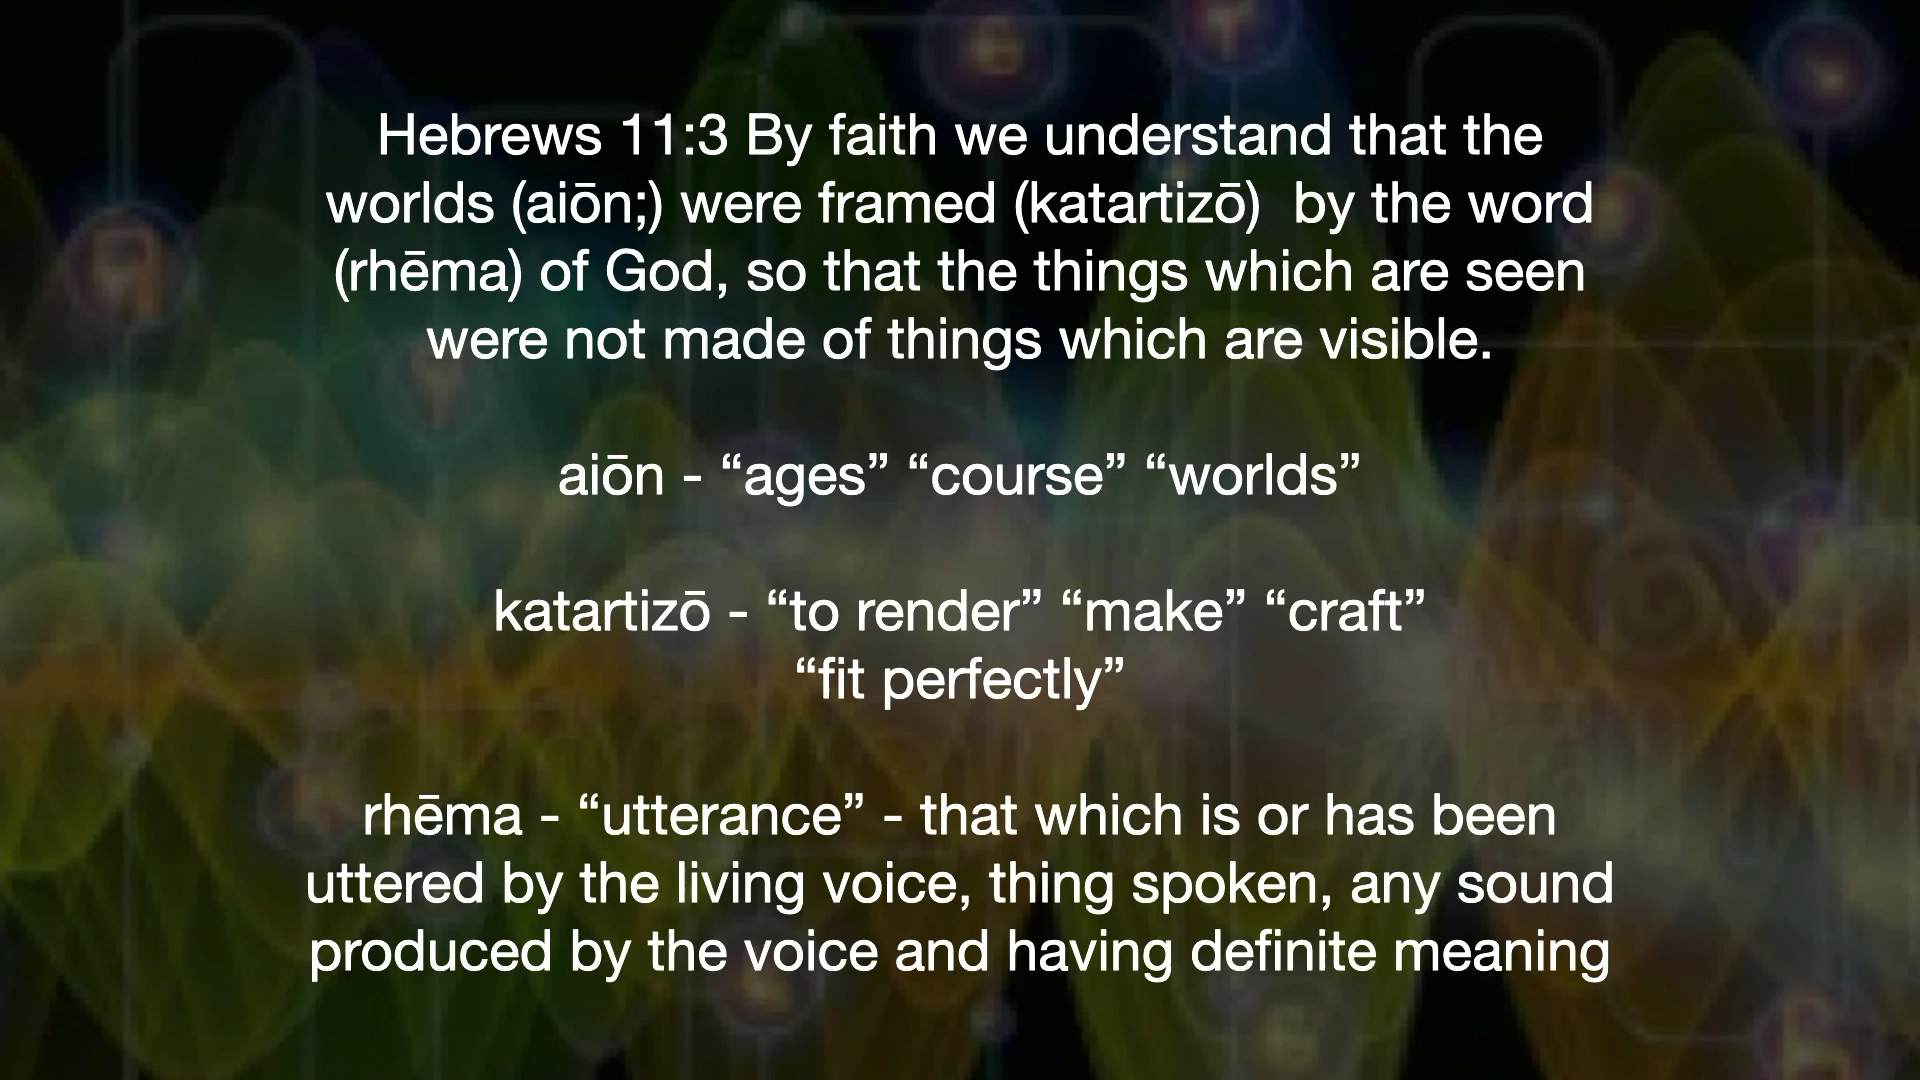 Hebrews 11:3 By faith we understand that the
worlds (aiōn;) were framed (katartizō)  by the word
(rhēma) of God, so that the things which are seen
were not made of things which are visible.
aiōn - “ages” “course” “worlds”
katartizō - “to render” “make” “craft”
“fit perfectly”
rhēma - “utterance” - that which is or has been
uttered by the living voice, thing spoken, any sound
produced by the voice and having definite meaning